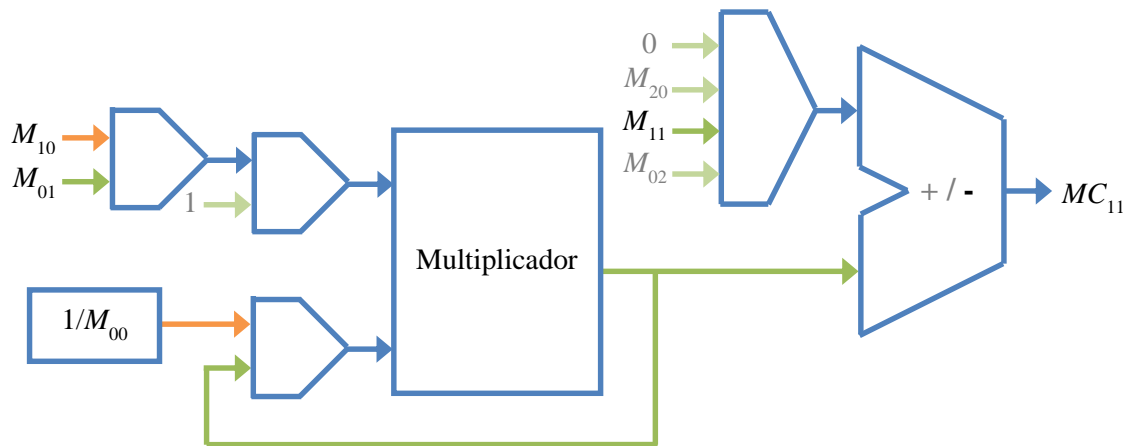 0
M₂₀
M₁₁
M₀₂
M₁₀
M₀₁
1
Multiplicador
1/M₀₀
+ / -
MC₁₁